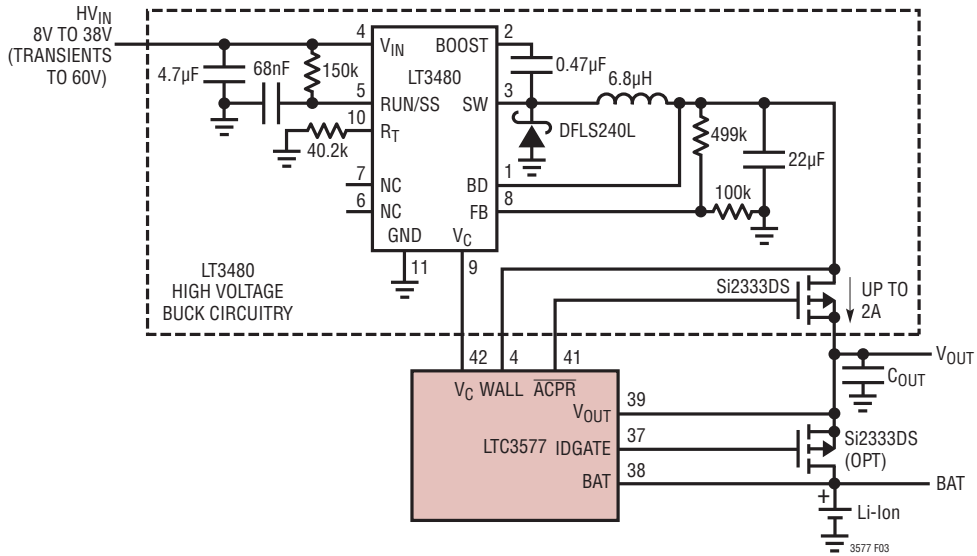 HVIN
8V TO 38V
(TRANSIENTS
TO 60V)
4.7µF
68nF
150k
4
VIN
BOOST
2
LT3480
0.47µF
5
RUN/SS
SW
3
6.8µH
10
RT
40.2k
DFLS240L
499k
22µF
7
NC
BD
1
100k
6
NC
FB
8
GND
VC
11
9
LT3480
HIGH VOLTAGE
BUCK CIRCUITRY
Si2333DS
UP TO
2A
42
4
41
VC
WALL
ACPR
VOUT
COUT
VOUT
39
LTC3577
IDGATE
37
Si2333DS
(OPT)
BAT
38
BAT
+
Li-Ion
3577 F03